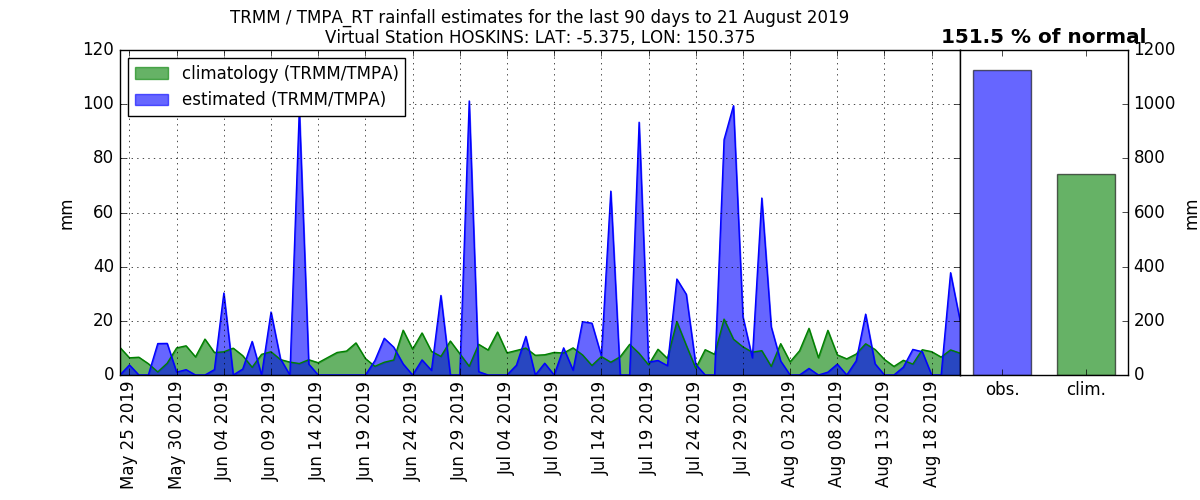 TRMM / TMPA_RT rainfall estimates for the last 90 days to 21 August 2019
Virtual Station HOSKINS: LAT: -5.375, LON: 150.375
151.5 % of normal
climatology (TRMM/TMPA)
estimated (TRMM/TMPA)
mm
120
100
80
60
40
20
0
May 25 2019
May 30 2019
Jun 04 2019
Jun 09 2019
Jun 14 2019
Jun 19 2019
Jun 24 2019
Jun 29 2019
Jul 04 2019
Jul 09 2019
Jul 14 2019
Jul 19 2019
Jul 24 2019
Jul 29 2019
Aug 03 2019
Aug 08 2019
Aug 13 2019
Aug 18 2019
obs.
clim.
1200
1000
800
600
400
200
0
mm